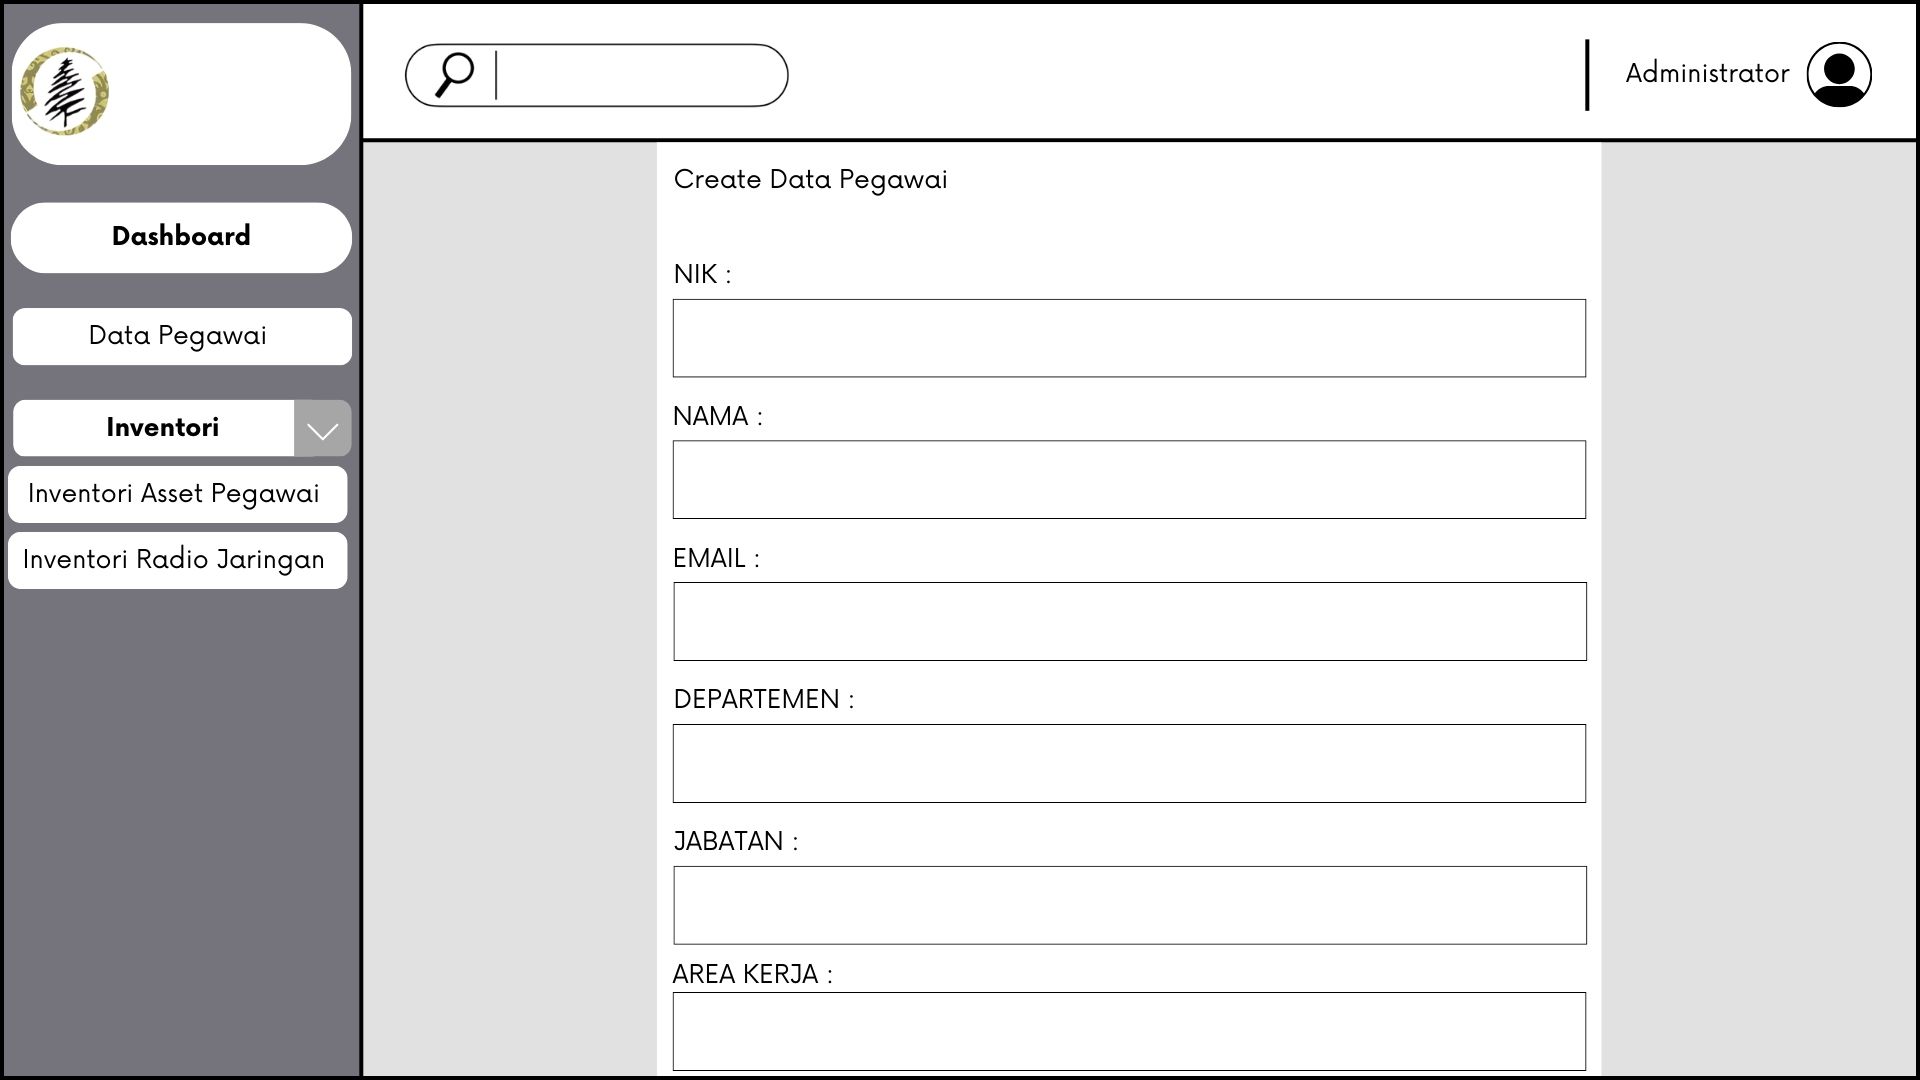 Dashboard
Data Pegawai
Inventori
Inventori Asset Pegawai
Inventori Radio Jaringan
Administrator
Create Data Pegawai
NIK :
NAMA :
EMAIL :
DEPARTEMEN :
JABATAN :
AREA KERJA :